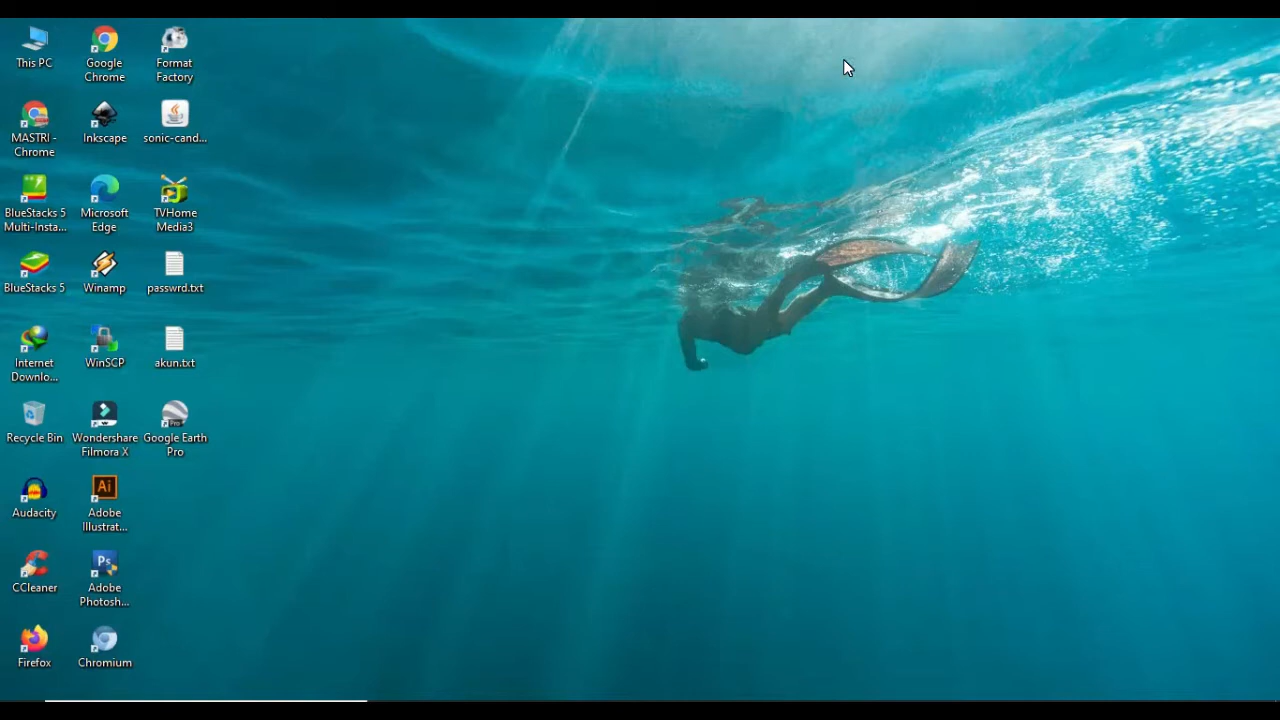 This PC
Google
Chrome
Format
Factory
MASTRI -
Chrome
Inkscape
sonic-cand...
BlueStacks 5
Multi-Insta...
Microsoft
Edge
TVHome
Media3
BlueStacks 5
Winamp
passwrd.txt
Internet
Downlo...
WinSCP
akun.txt
Recycle Bin
Wondershare
Filmora X
Google Earth
Pro
Audacity
Ai
Adobe
Illustrat...
CCleaner
Ps
Adobe
Photosh...
Firefox
Chromium